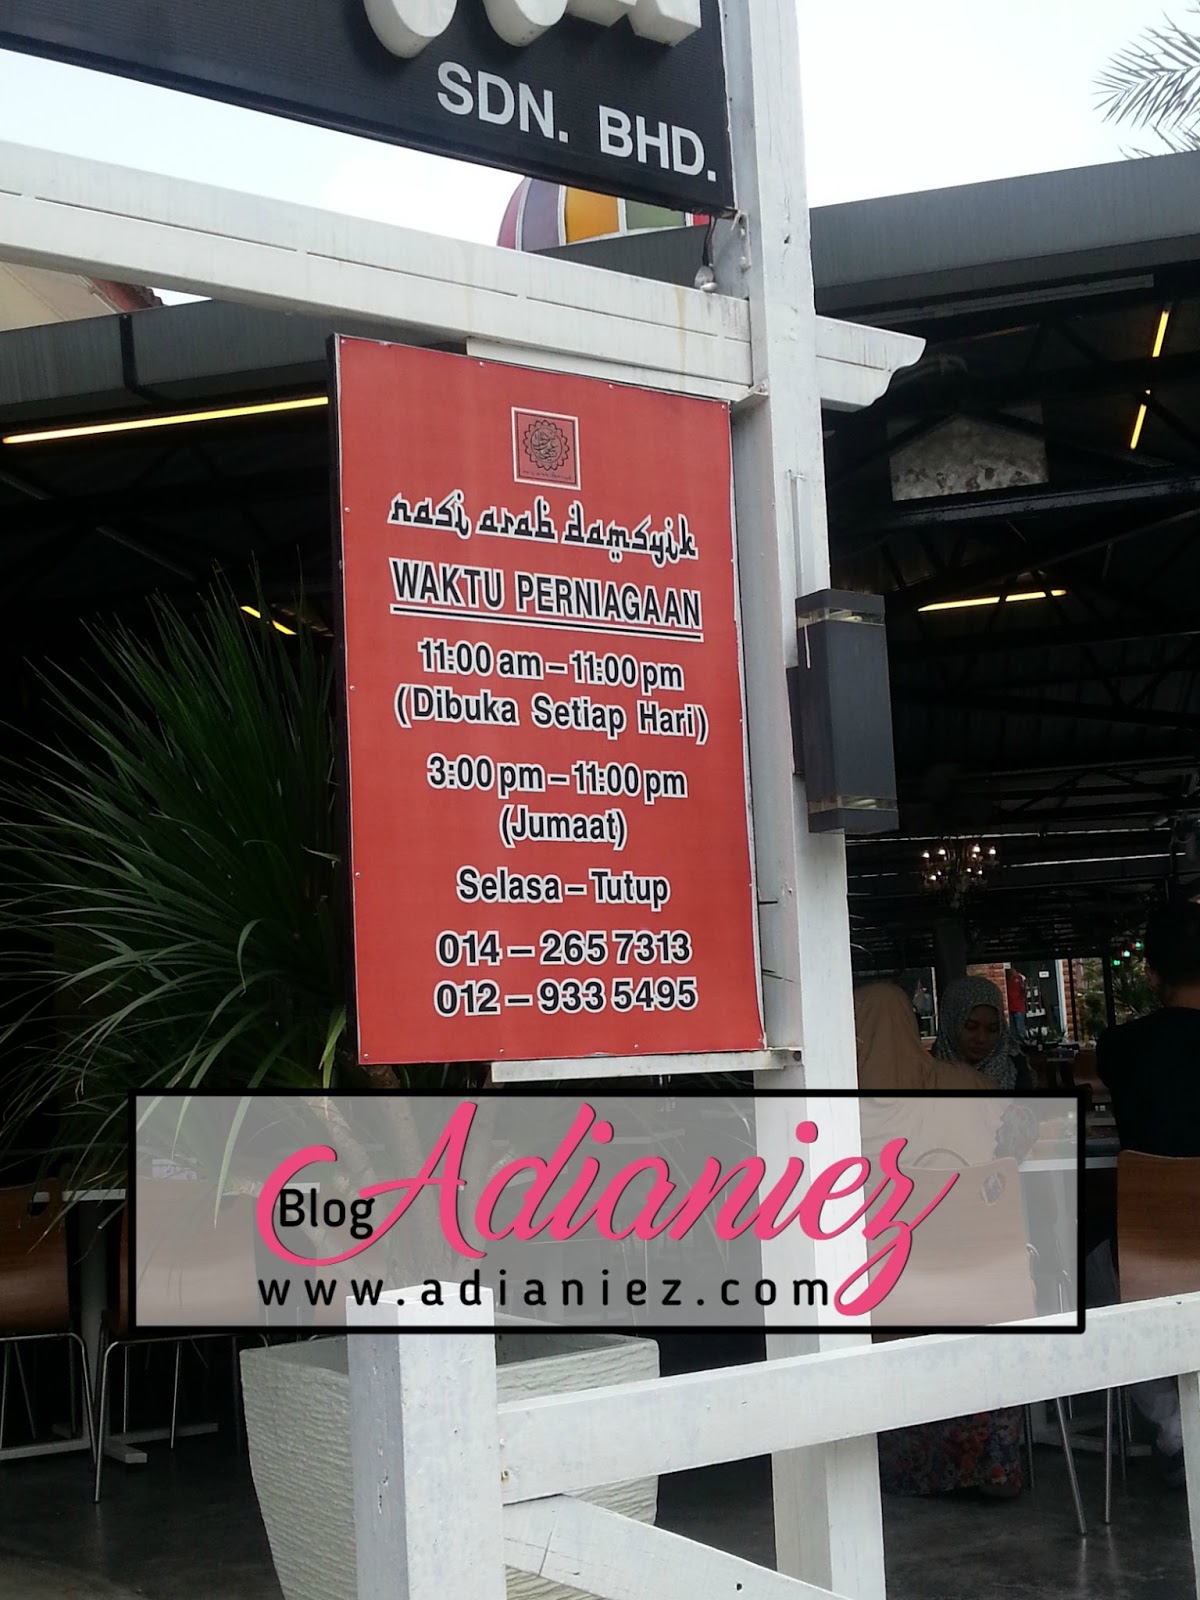 SDN. BHD.
nasi arab damsyik
WAKTU PERNIAGAAN
11:00 am – 11:00 pm
(Dibuka Setiap Hari)
3:00 pm – 11:00 pm
(Jumaat)
Selasa – Tutup
014 – 265 7313
012 – 933 5495
Blog Adianiez
www.adianiez.com